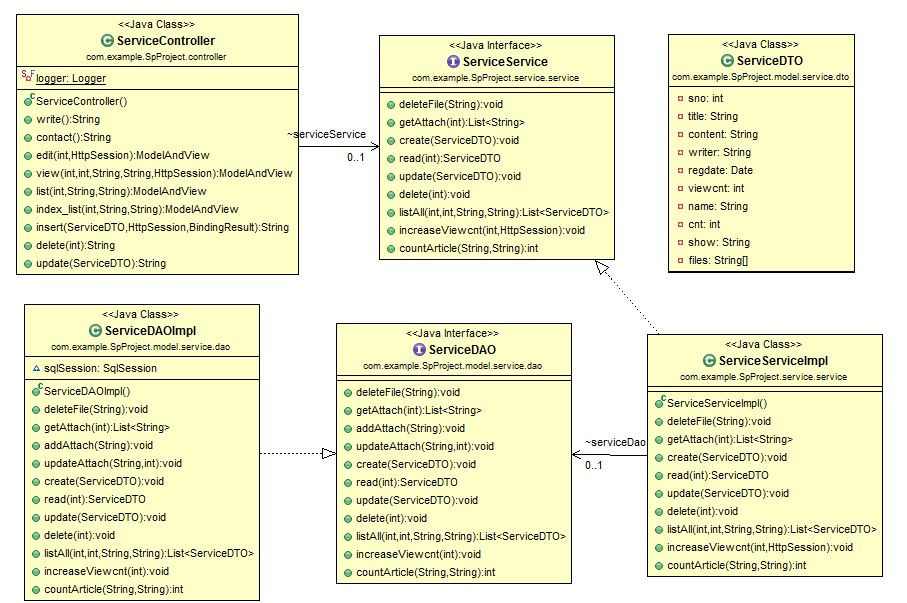 <<Java Class>>
ServiceController
com.example.SpProject.controller
logger: Logger
ServiceController()
write():String
contact():String
edit(int,HttpSession):ModelAndView
view(int,int,String,String,HttpSession):ModelAndView
list(int,String,String):ModelAndView
index_list(int,String,String):ModelAndView
insert(ServiceDTO,HttpSession,BindingResult):String
delete(int):String
update(ServiceDTO):String
~serviceService
0..1
<<Java Interface>>
ServiceService
com.example.SpProject.service.service
deleteFile(String):void
getAttach(int):List<String>
create(ServiceDTO):void
read(int):ServiceDTO
update(ServiceDTO):void
delete(int):void
listAll(int,int,String,String):List<ServiceDTO>
increaseViewcnt(int,HttpSession):void
countArticle(String,String):int
<<Java Class>>
ServiceDTO
com.example.SpProject.model.service.dto
sno: int
title: String
content: String
writer: String
regdate: Date
viewcnt: int
name: String
cnt: int
show: String
files: String[]
<<Java Class>>
ServiceDAOImpl
com.example.SpProject.model.service.dao
sqlSession: SqlSession
ServiceDAOImpl()
deleteFile(String):void
getAttach(int):List<String>
addAttach(String):void
updateAttach(String,int):void
create(ServiceDTO):void
read(int):ServiceDTO
update(ServiceDTO):void
delete(int):void
listAll(int,int,String,String):List<ServiceDTO>
increaseViewcnt(int):void
countArticle(String,String):int
<<Java Interface>>
ServiceDAO
com.example.SpProject.model.service.dao
deleteFile(String):void
getAttach(int):List<String>
addAttach(String):void
updateAttach(String,int):void
create(ServiceDTO):void
read(int):ServiceDTO
update(ServiceDTO):void
delete(int):void
listAll(int,int,String,String):List<ServiceDTO>
increaseViewcnt(int):void
countArticle(String,String):int
~serviceDao
0..1
<<Java Class>>
ServiceServiceImpl
com.example.SpProject.service.service
ServiceServiceImpl()
deleteFile(String):void
getAttach(int):List<String>
create(ServiceDTO):void
read(int):ServiceDTO
update(ServiceDTO):void
delete(int):void
listAll(int,int,String,String):List<ServiceDTO>
increaseViewcnt(int,HttpSession):void
countArticle(String,String):int